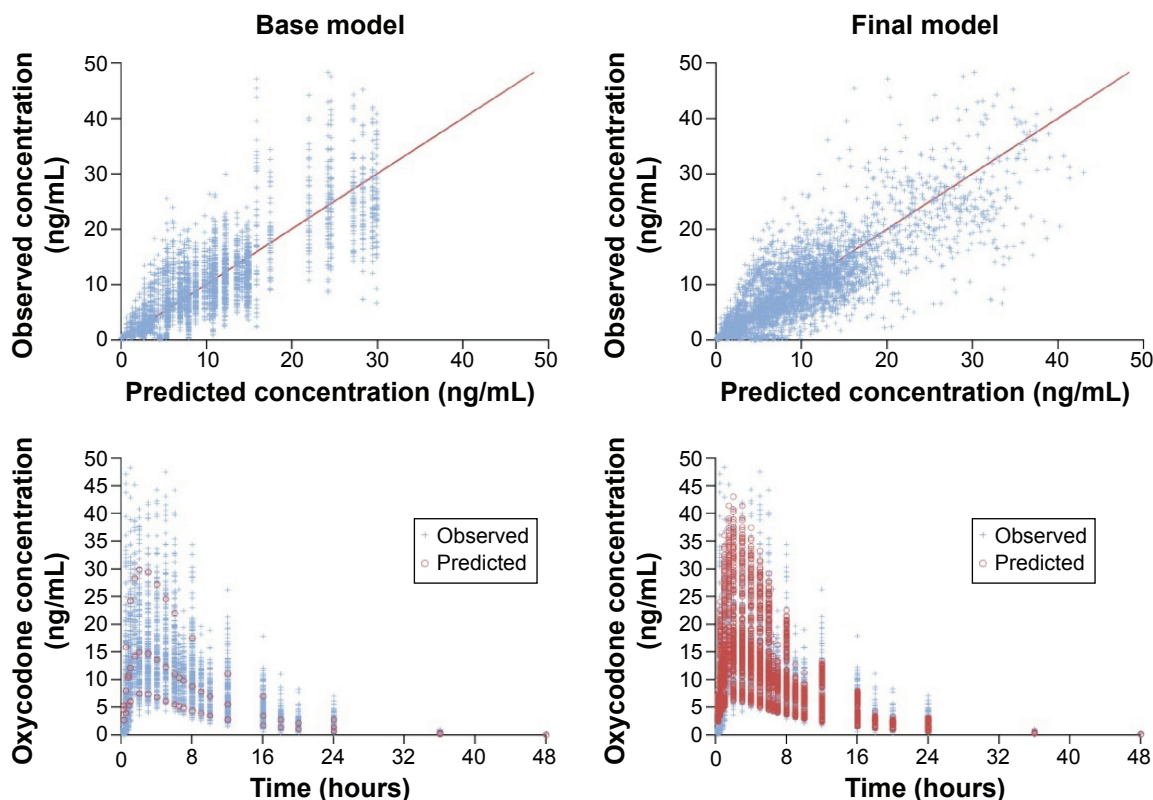 Base model
Observed concentration
(ng/mL)
50
40
30
20
10
0
0 10 20 30 40 50
Predicted concentration (ng/mL)
Final model
Observed concentration
(ng/mL)
50
40
30
20
10
0
0 10 20 30 40 50
Predicted concentration (ng/mL)
Oxycodone concentration
(ng/mL)
50
45
40
35
30
25
20
15
10
5
0
0 8 16 24 32 40 48
Time (hours)
Observed
Predicted
Oxycodone concentration
(ng/mL)
50
45
40
35
30
25
20
15
10
5
0
0 8 16 24 32 40 48
Time (hours)
Observed
Predicted